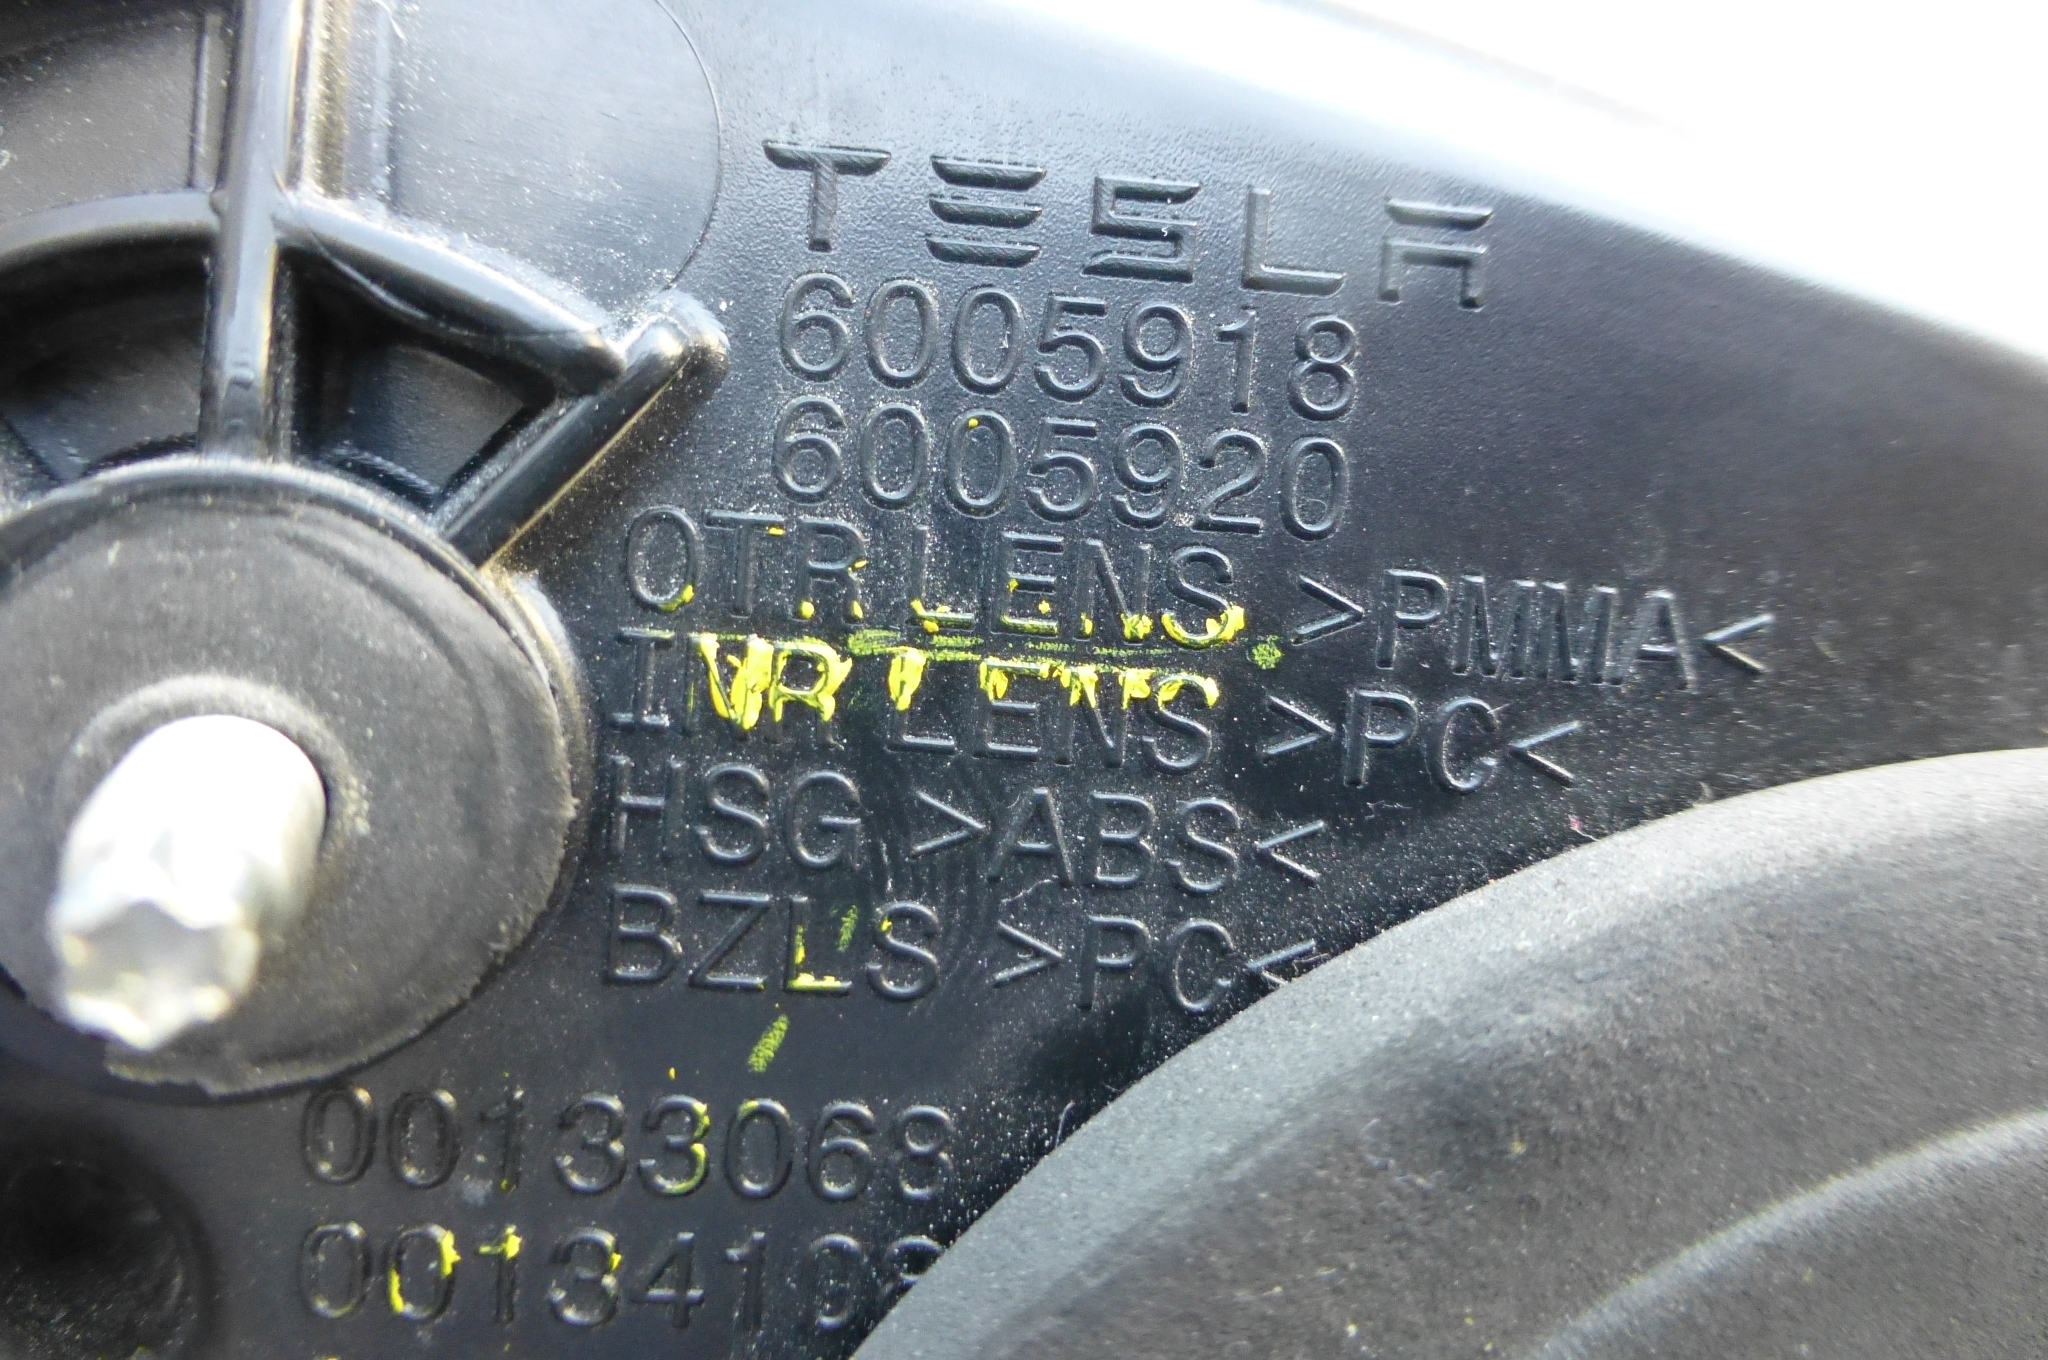 TESLA
6005918
6005920
OTR LENS >PMMA<
INR LENS >PC<
HSG >ABS<
BZLS >PC<
00133068